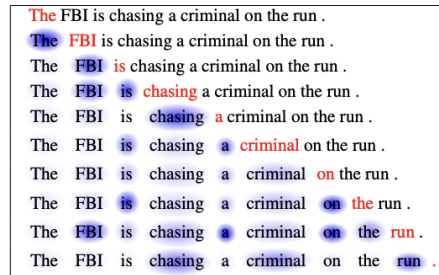 The FBI is chasing a criminal on the run .
The FBI is chasing a criminal on the run .
The FBI is chasing a criminal on the run .
The FBI is chasing a criminal on the run .
The FBI is chasing a criminal on the run .
The FBI is chasing a criminal on the run .
The FBI is chasing a criminal on the run .
The FBI is chasing a criminal on the run .
The FBI is chasing a criminal on the run .
The FBI is chasing a criminal on the run .